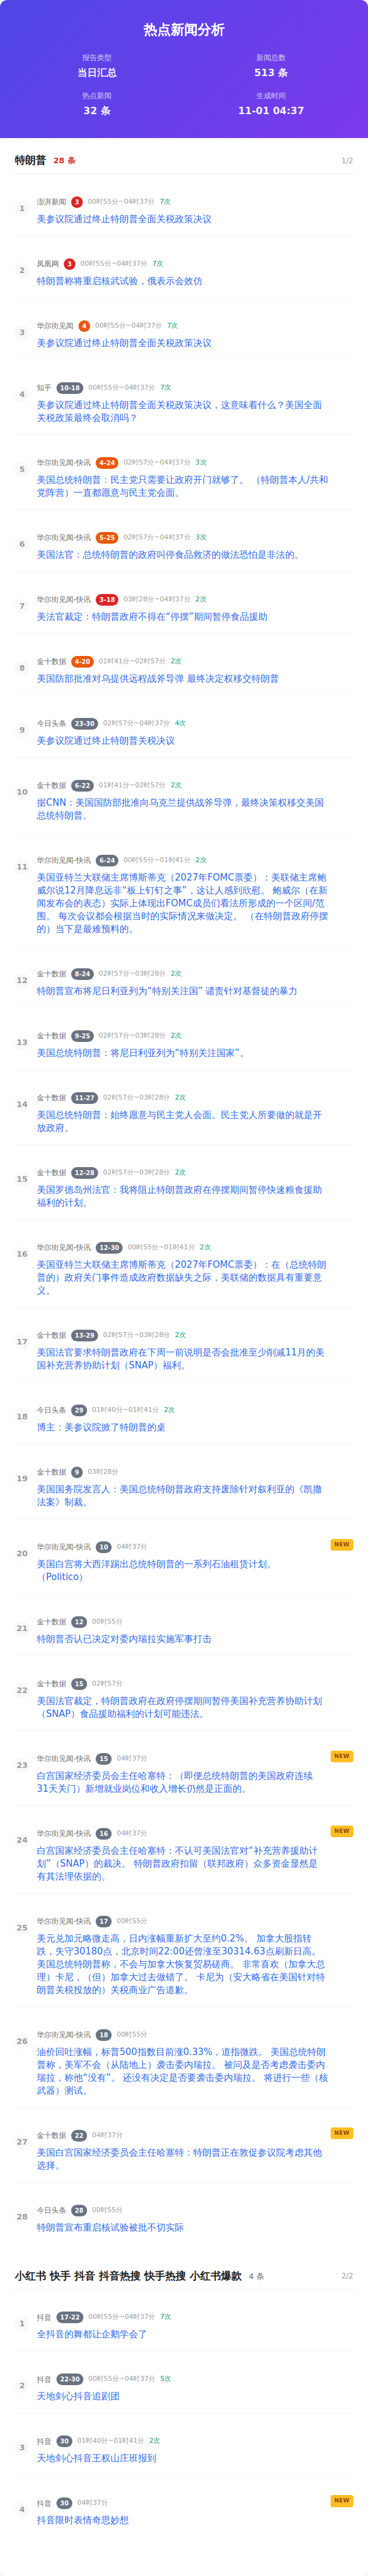 热点新闻分析
报告类型
新闻总数
当日汇总
513 条
热点新闻
生成时间
32 条
11-01 04:37
特朗普 28 条 1/2
1 澎湃新闻 3 00时55分~04时37分 7次
美参议院通过终止特朗普全面关税政策决议
2 凤凰网 3 00时55分~04时37分 7次
特朗普称将重启核武试验，俄表示会效仿
3 华尔街见闻 4 00时55分~04时37分 7次
美参议院通过终止特朗普全面关税政策决议
4 知乎 10-18 00时55分~04时37分 7次
美参议院通过终止特朗普全面关税政策决议，这意味着什么？美国全面
关税政策最终会取消吗？
5 华尔街见闻-快讯 4-24 02时57分~04时37分 3次
美国总统特朗普：民主党只需要让政府开门就够了。 （特朗普本人/共和
党阵营）一直都愿意与民主党会面。
6 华尔街见闻-快讯 5-25 02时57分~04时37分 3次
美国法官：总统特朗普的政府叫停食品救济的做法恐怕是非法的。
7 华尔街见闻-快讯 3-18 03时28分~04时37分 2次
美法官裁定：特朗普政府不得在“停摆”期间暂停食品援助
8 金十数据 4-20 01时41分~02时57分 2次
美国防部批准对乌提供远程战斧导弹 最终决定权移交特朗普
9 今日头条 23-30 02时57分~04时37分 4次
美参议院通过终止特朗普关税决议
10 金十数据 6-22 01时41分~02时57分 2次
据CNN：美国国防部批准向乌克兰提供战斧导弹，最终决策权移交美国
总统特朗普。
11 华尔街见闻-快讯 6-24 00时55分~01时41分 2次
美国亚特兰大联储主席博斯蒂克（2027年FOMC票委）：美联储主席鲍
威尔说12月降息远非“板上钉钉之事”，这让人感到欣慰。 鲍威尔（在新
闻发布会的表态）实际上体现出FOMC成员们看法所形成的一个区间/范
围。 每次会议都会根据当时的实际情况来做决定。 （在特朗普政府停摆
的）当下是最难预料的。
12 金十数据 8-24 02时57分~03时28分 2次
特朗普宣布将尼日利亚列为“特别关注国” 谴责针对基督徒的暴力
13 金十数据 9-25 02时57分~03时28分 2次
美国总统特朗普：将尼日利亚列为“特别关注国家”。
14 金十数据 11-27 02时57分~03时28分 2次
美国总统特朗普：始终愿意与民主党人会面。民主党人所要做的就是开
放政府。
15 金十数据 12-28 02时57分~03时28分 2次
美国罗德岛州法官：我将阻止特朗普政府在停摆期间暂停快速粮食援助
福利的计划。
16 华尔街见闻-快讯 12-30 00时55分~01时41分 2次
美国亚特兰大联储主席博斯蒂克（2027年FOMC票委）：在（总统特朗
普的）政府关门事件造成政府数据缺失之际，美联储的数据具有重要意
义。
17 金十数据 13-29 02时57分~03时28分 2次
美国法官要求特朗普政府在下周一前说明是否会批准至少削减11月的美
国补充营养协助计划（SNAP）福利。
18 今日头条 29 01时40分~01时41分 2次
博主：美参议院掀了特朗普的桌
19 金十数据 9 03时28分
美国国务院发言人：美国总统特朗普政府支持废除针对叙利亚的《凯撒
法案》制裁。
20 华尔街见闻-快讯 10 04时37分 NEW
美国白宫将大西洋踢出总统特朗普的一系列石油租赁计划。
（Politico）
21 金十数据 12 00时55分
特朗普否认已决定对委内瑞拉实施军事打击
22 金十数据 15 02时57分
美国法官裁定，特朗普政府在政府停摆期间暂停美国补充营养协助计划
（SNAP）食品援助福利的计划可能违法。
23 华尔街见闻-快讯 15 04时37分 NEW
白宫国家经济委员会主任哈塞特：（即便总统特朗普的美国政府连续
31天关门）新增就业岗位和收入增长仍然是正面的。
24 华尔街见闻-快讯 16 04时37分 NEW
白宫国家经济委员会主任哈塞特：不认可美国法官对“补充营养援助计
划”（SNAP）的裁决。 特朗普政府扣留（联邦政府）众多资金显然是
有其法理依据的。
25 华尔街见闻-快讯 17 00时55分
美元兑加元略微走高，日内涨幅重新扩大至约0.2%。 加拿大股指转
跌，失守30180点，北京时间22:00还曾涨至30314.63点刷新日高。
美国总统特朗普称，不会与加拿大恢复贸易磋商。 非常喜欢（加拿大总
理）卡尼，（但）加拿大过去做错了。 卡尼为（安大略省在美国针对特
朗普关税投放的）关税商业广告道歉。
26 华尔街见闻-快讯 18 00时55分
油价回吐涨幅，标普500指数目前涨0.33%，道指微跌。 美国总统特朗
普称，美军不会（从陆地上）袭击委内瑞拉。 被问及是否考虑袭击委内
瑞拉，称他“没有”。 还没有决定是否要袭击委内瑞拉。 将进行一些（核
武器）测试。
27 金十数据 22 04时37分 NEW
美国白宫国家经济委员会主任哈塞特：特朗普正在敦促参议院考虑其他
选择。
28 今日头条 28 00时55分
特朗普宣布重启核试验被批不切实际
小红书 快手 抖音 抖音热搜 快手热搜 小红书爆款 4 条 2/2
1 抖音 17-22 00时55分~04时37分 7次
全抖音的舞都让企鹅学会了
2 抖音 22-30 00时55分~04时37分 5次
天地剑心抖音追剧团
3 抖音 30 01时40分~01时41分 2次
天地剑心抖音王权山庄班报到
4 抖音 30 04时37分 NEW
抖音限时表情奇思妙想